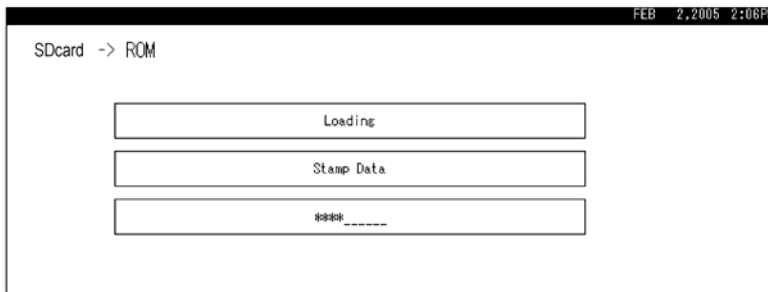 FEB 2,2005 2:06P
SDcard -> ROM
Loading
Stamp Data
****______